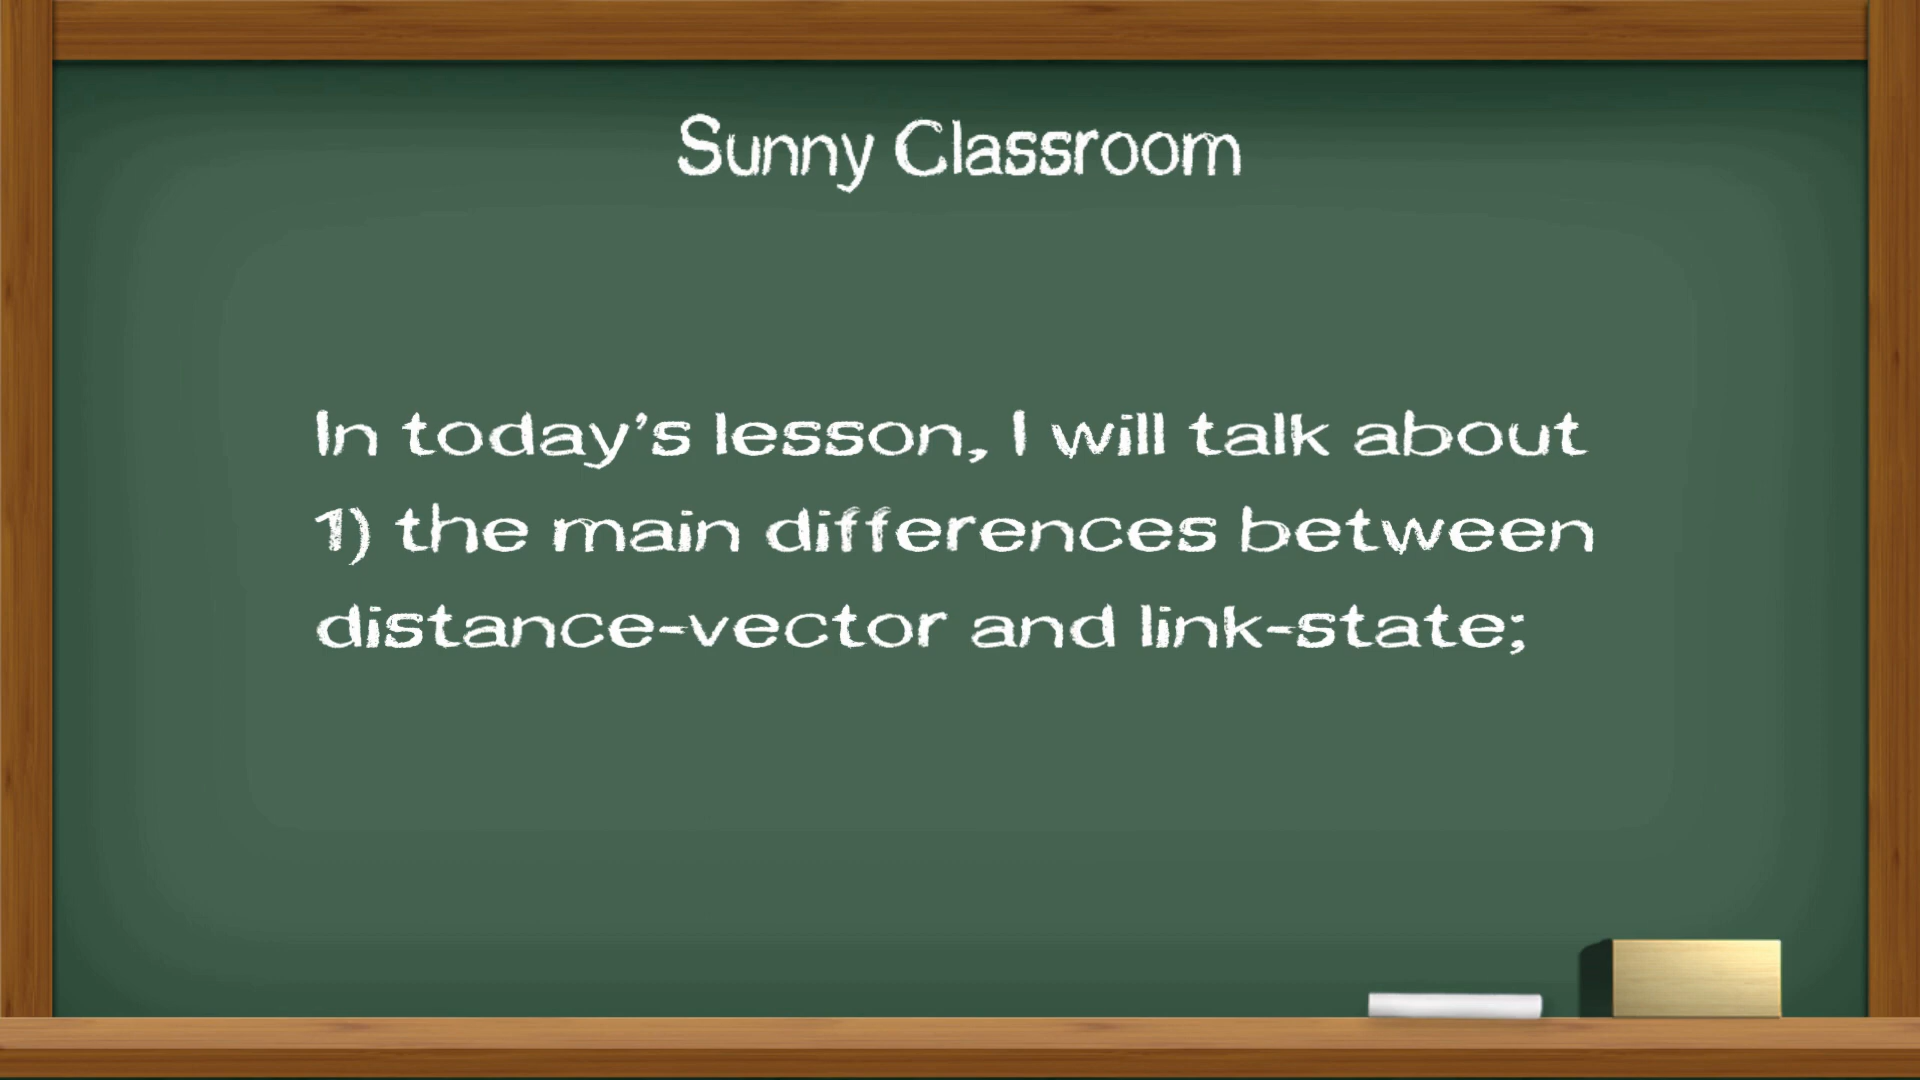 Sunny Classroom
In today's lesson, I will talk about
1) the main differences between
distance-vector and link-state;